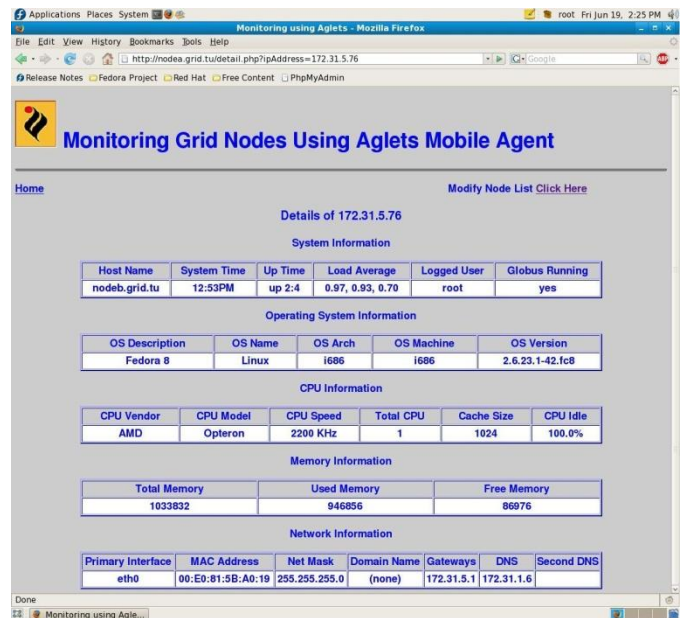 Applications Places System root Fri Jun 19, 2:25 PM
Monitoring using Aglets - Mozilla Firefox
File Edit View History Bookmarks Tools Help
http://nodea.grid.tu/detail.php?ipAddress=172.31.5.76 Google ABP
Release Notes Fedora Project Red Hat Free Content PhpMyAdmin
Monitoring Grid Nodes Using Aglets Mobile Agent
Home Modify Node List Click Here
Details of 172.31.5.76
System Information
Host Name System Time Up Time Load Average Logged User Globus Running
nodeb.grid.tu 12:53PM up 2:4 0.97, 0.93, 0.70 root yes
Operating System Information
OS Description OS Name OS Arch OS Machine OS Version
Fedora 8 Linux i686 i686 2.6.23.1-42.fc8
CPU Information
CPU Vendor CPU Model CPU Speed Total CPU Cache Size CPU Idle
AMD Opteron 2200 KHz 1 1024 100.0%
Memory Information
Total Memory Used Memory Free Memory
1033832 946856 86976
Network Information
Primary Interface MAC Address Net Mask Domain Name Gateways DNS Second DNS
eth0 00:E0:81:5B:A0:19 255.255.255.0 (none) 172.31.5.1 172.31.1.6
Done
Monitoring using Agle...